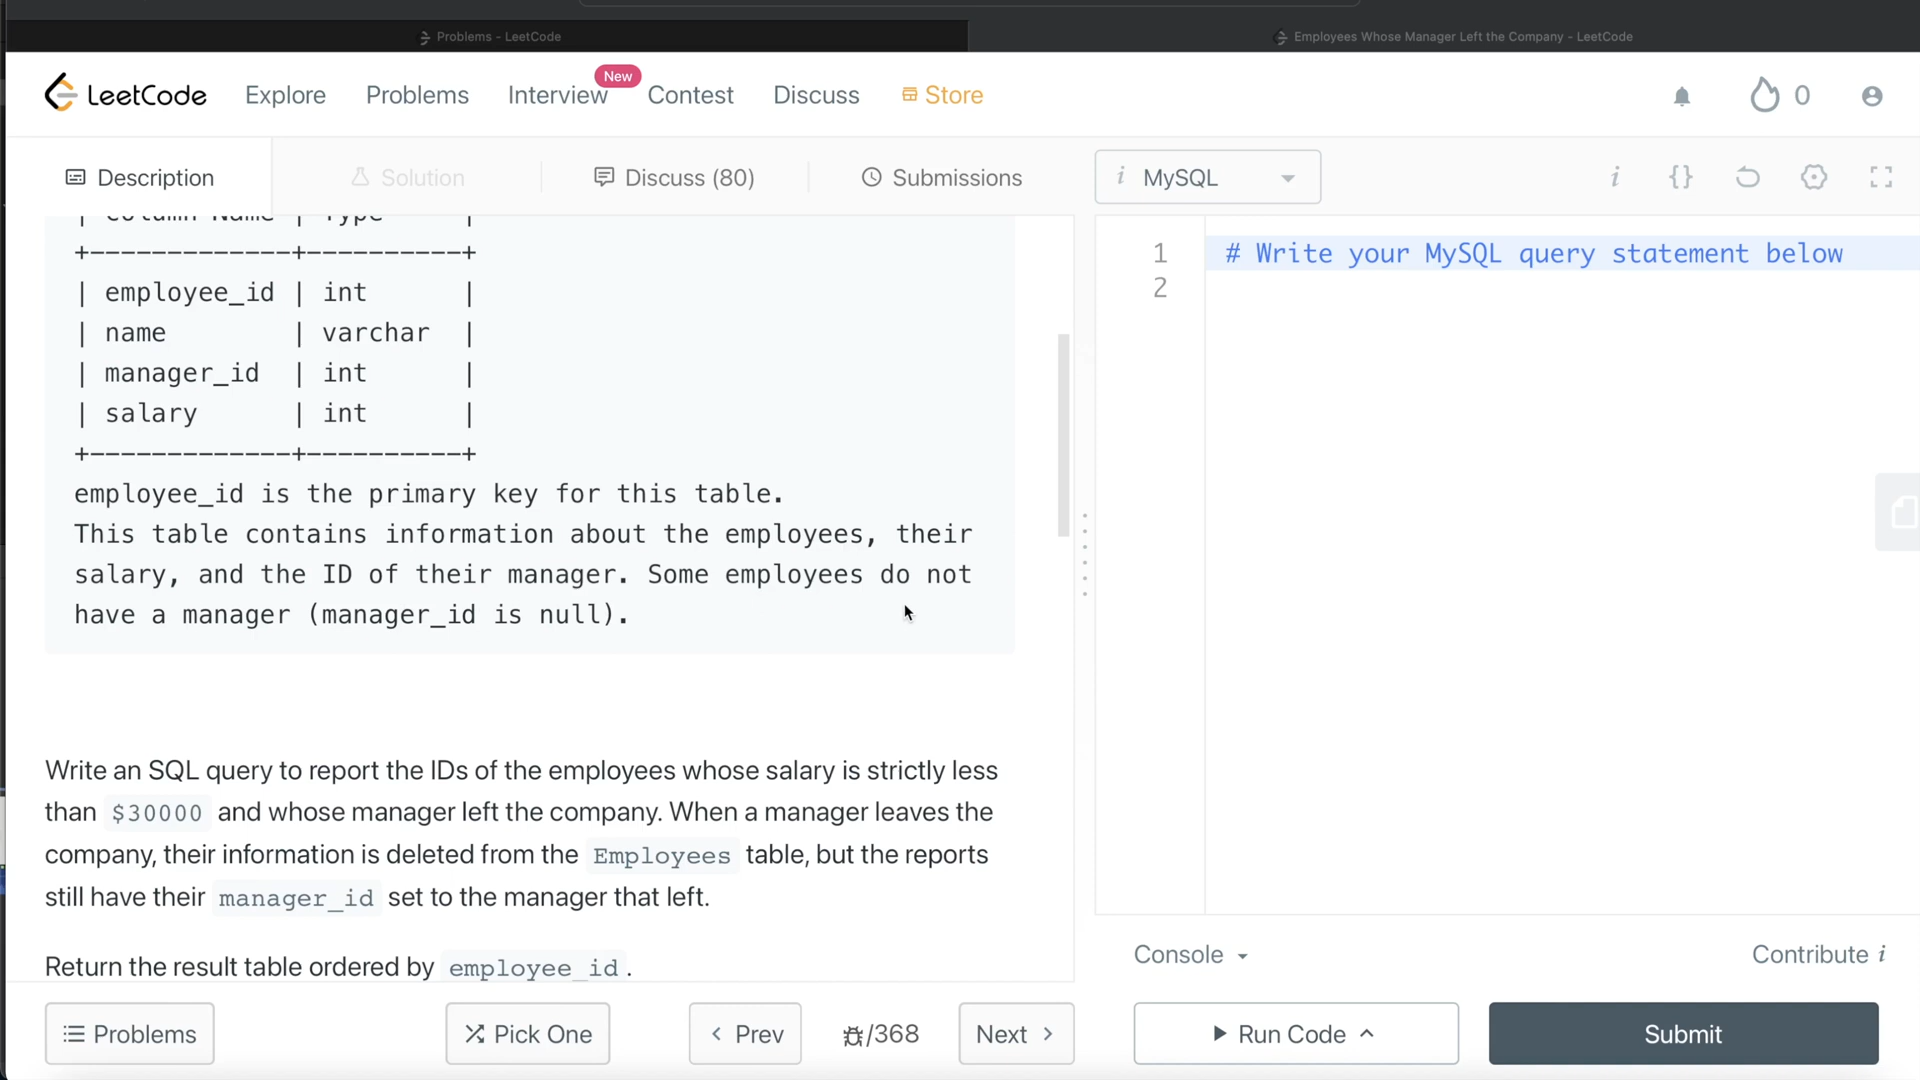 Problems - LeetCode
Employees Whose Manager Left the Company - LeetCode
LeetCode Explore Problems Interview New Contest Discuss Store 0
Description Solution Discuss (80) Submissions i MySQL i {}
| Column Name | Type |
+-------------+----------+
| employee_id | int |
| name | varchar |
| manager_id | int |
| salary | int |
+-------------+----------+
employee_id is the primary key for this table.
This table contains information about the employees, their
salary, and the ID of their manager. Some employees do not
have a manager (manager_id is null).
Write an SQL query to report the IDs of the employees whose salary is strictly less
than $30000 and whose manager left the company. When a manager leaves the
company, their information is deleted from the Employees table, but the reports
still have their manager_id set to the manager that left.
Return the result table ordered by employee_id.
1 # Write your MySQL query statement below
2
Console Contribute i
Problems Pick One < Prev /368 Next > Run Code Submit